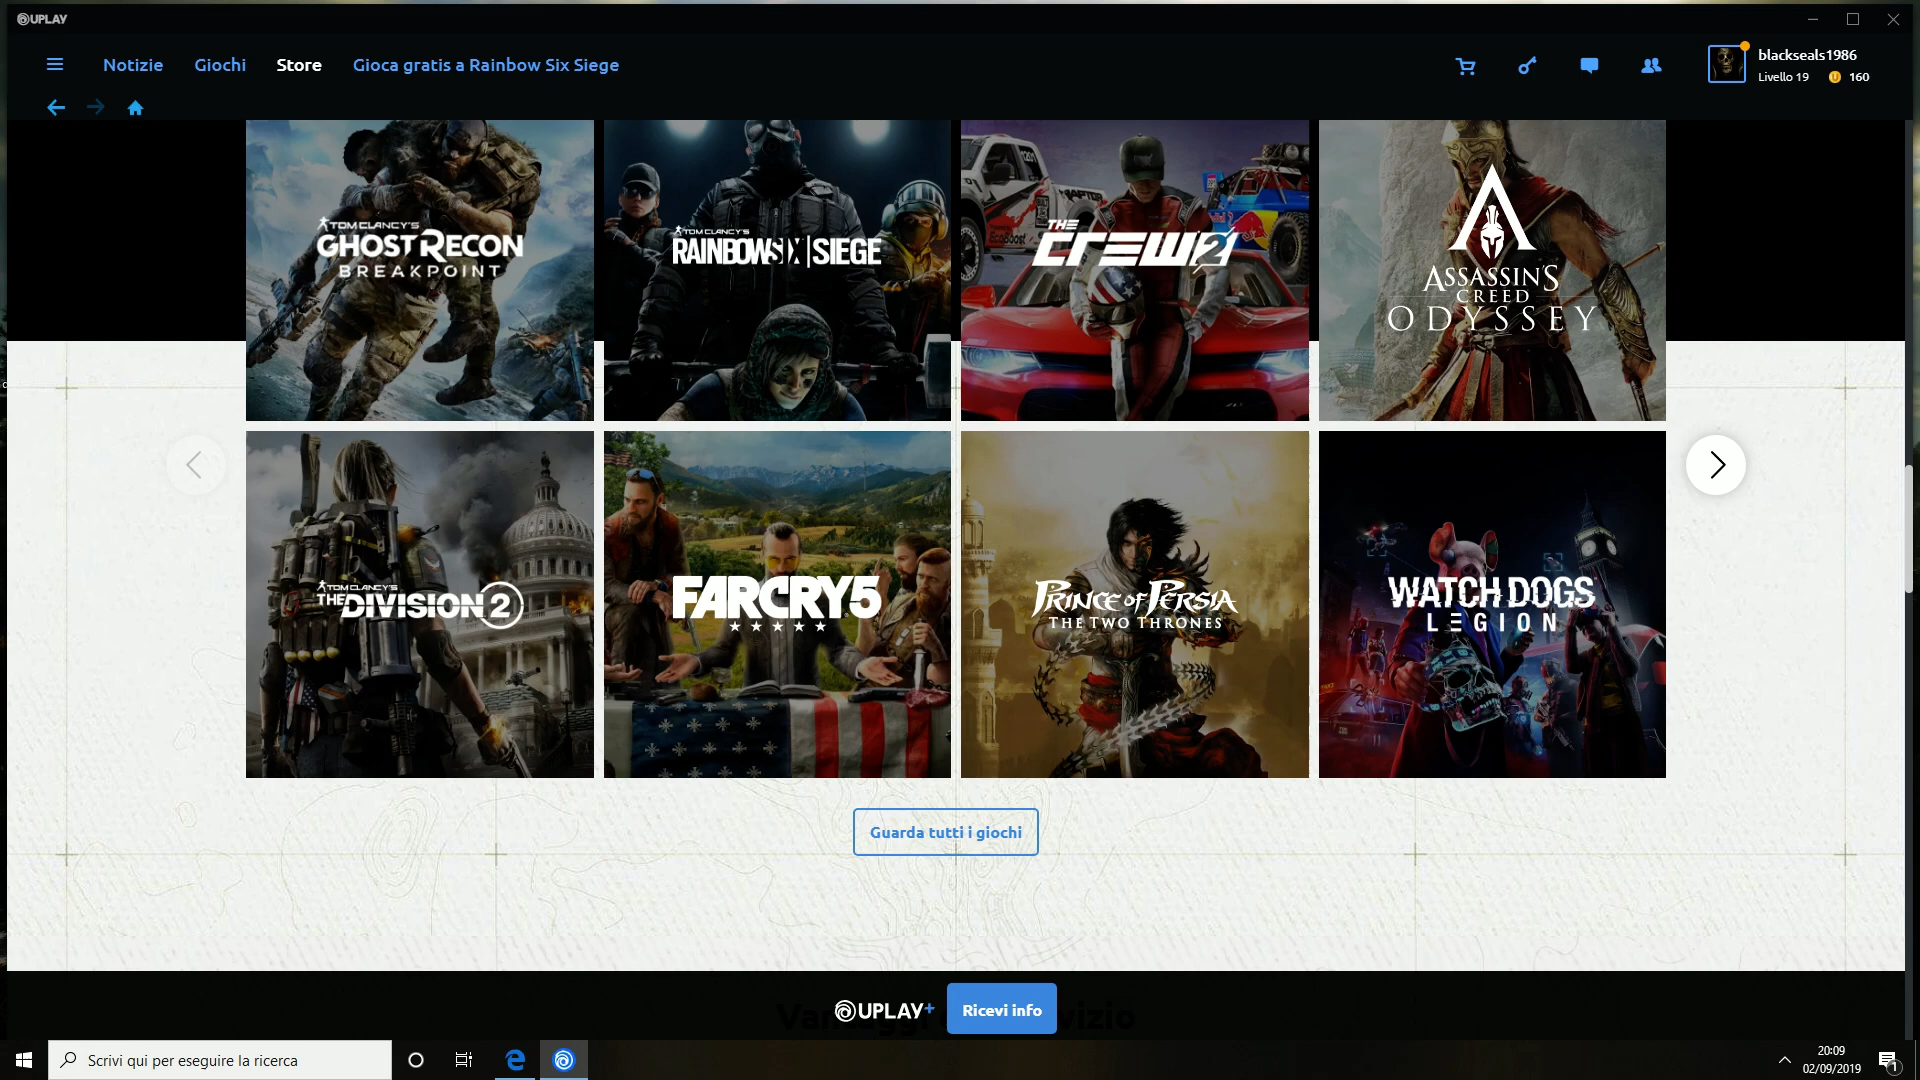 UPLAY
Notizie Giochi Store Gioca gratis a Rainbow Six Siege
blackseals1986
Livello 19 160
TOM CLANCY'S
GHOST RECON
BREAKPOINT
TOM CLANCY'S
RAINBOW SIX | SIEGE
THE
CREW 2
ASSASSIN'S
CREED
ODYSSEY
TOM CLANCY'S
THE DIVISION 2
FARCRY5
PRINCE OF PERSIA
THE TWO THRONES
WATCH DOGS
LEGION
Guarda tutti i giochi
UPLAY+ Ricevi info
Scrivi qui per eseguire la ricerca
20:09
02/09/2019
1